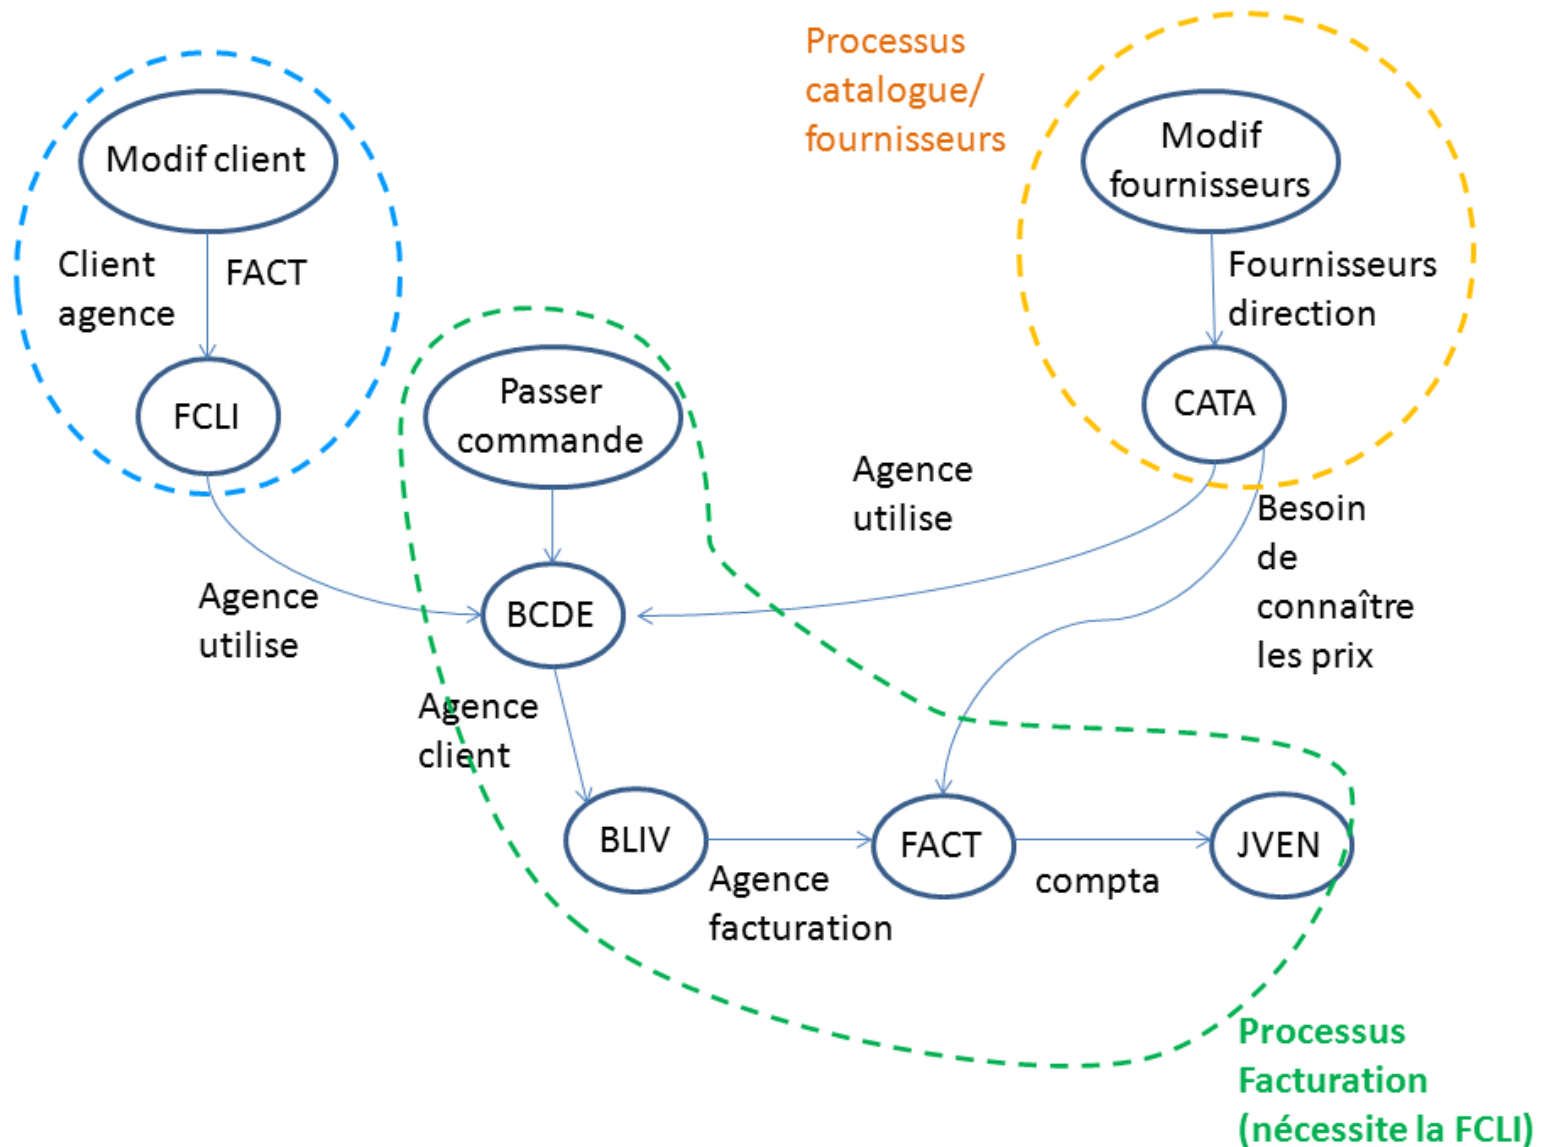 Processus
catalogue/
fournisseurs
Modif client
Modif
fournisseurs
Client
agence
FACT
Fournisseurs
direction
FCLI
Passer
commande
CATA
Agence
utilise
Besoin
de
connaître
les prix
Agence
utilise
BCDE
Agence
client
BLIV
Agence
facturation
FACT
compta
JVEN
Processus
Facturation
(nécessite la FCLI)